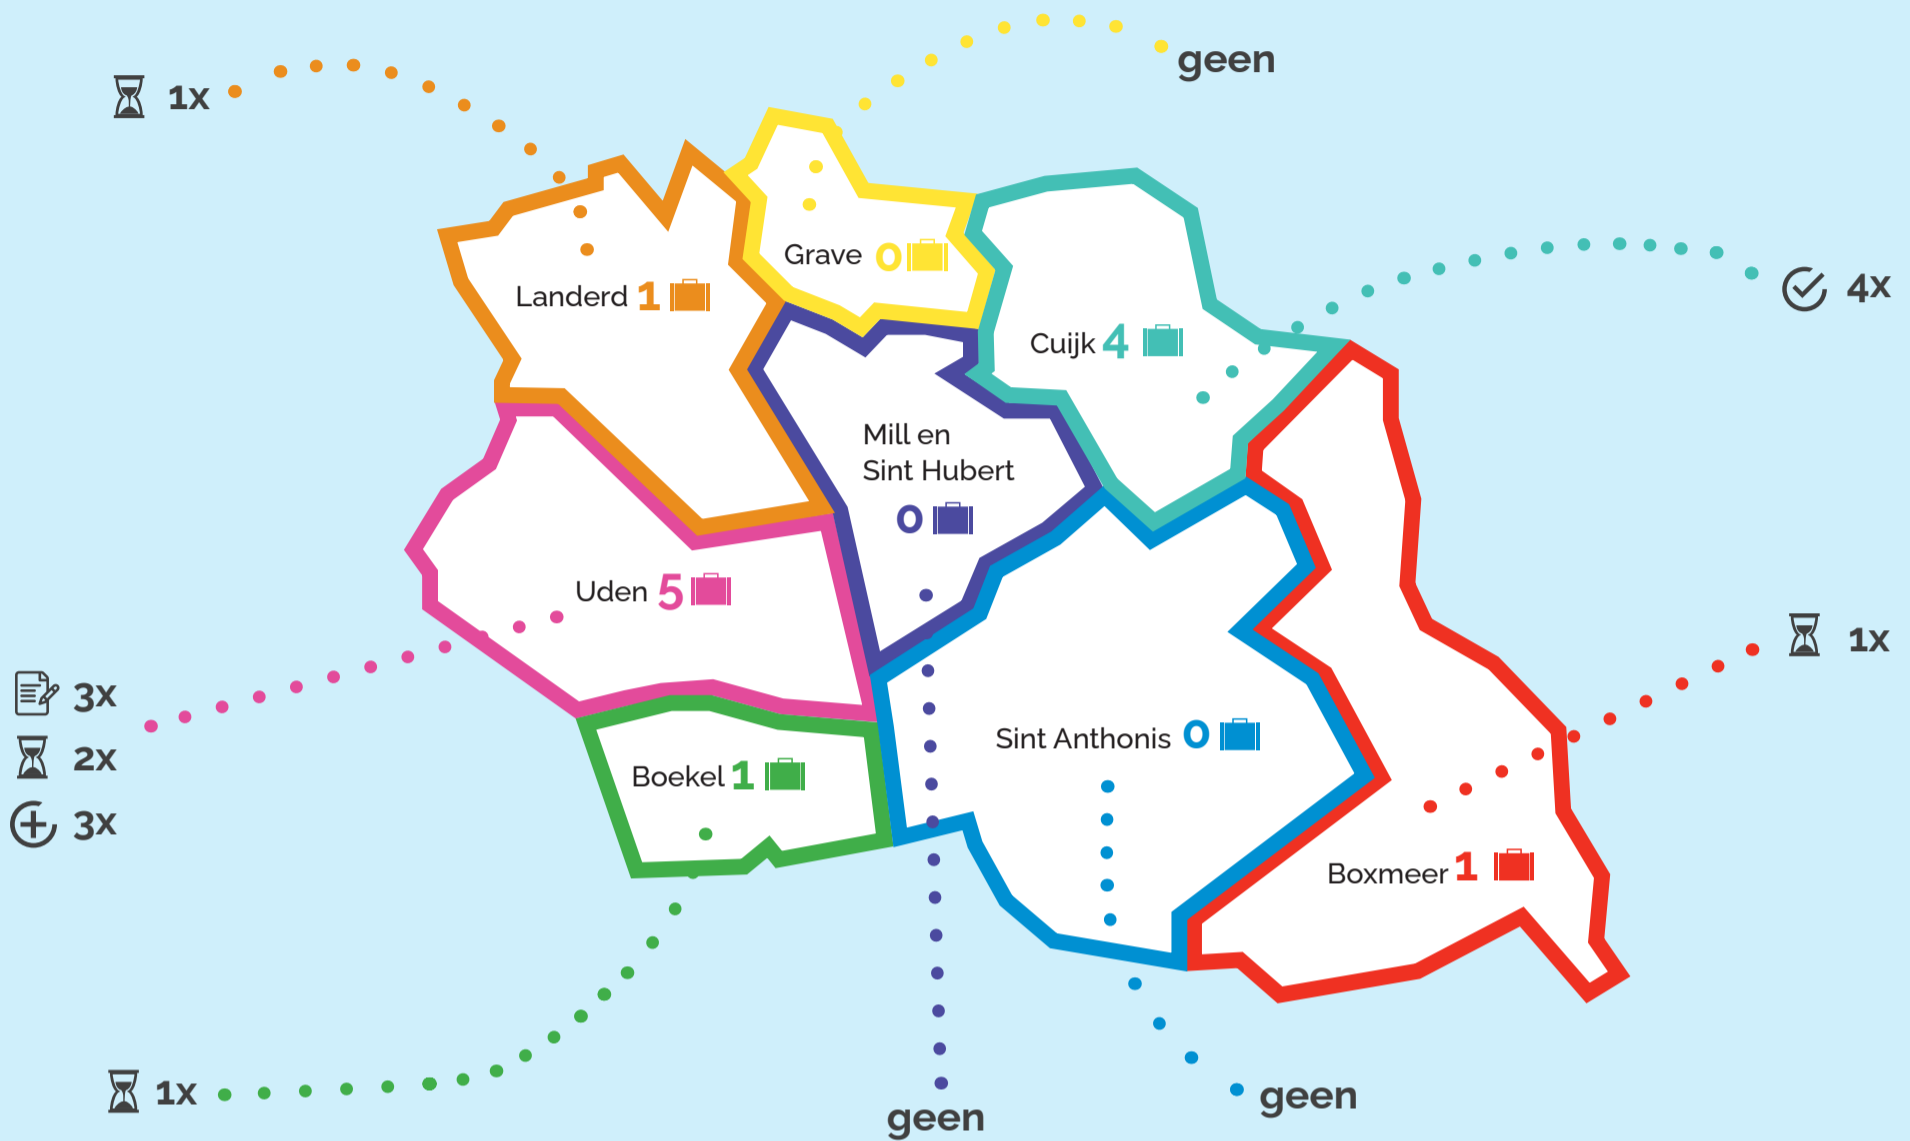 geen
1x
Grave 0
4x
Landerd 1
Cuijk 4
Mill en
Sint Hubert
0
Uden 5
1x
3x
2x
3x
Sint Anthonis 0
Boekel 1
Boxmeer 1
1x
geen
geen